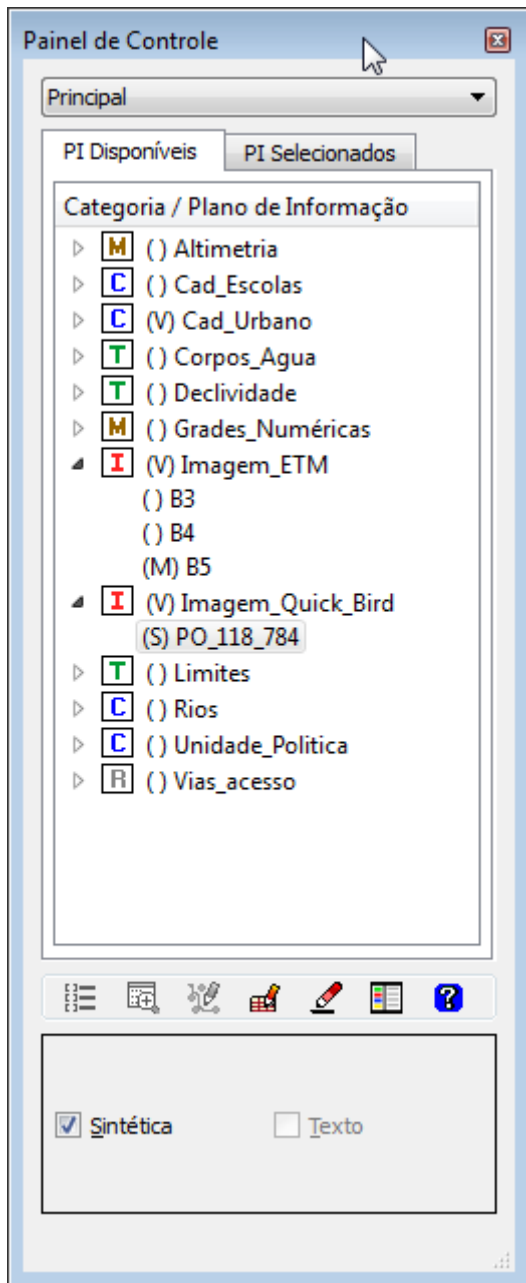 Painel de Controle
Principal
PI Disponíveis PI Selecionados
Categoria / Plano de Informação
M ( ) Altimetria
C ( ) Cad_Escolas
C (V) Cad_Urbano
T ( ) Corpos_Agua
T ( ) Declividade
M ( ) Grades_Numéricas
I (V) Imagem_ETM
( ) B3
( ) B4
(M) B5
I (V) Imagem_Quick_Bird
(S) PO_118_784
T ( ) Limites
C ( ) Rios
C ( ) Unidade_Politica
R ( ) Vias_acesso
?
Sintética Texto